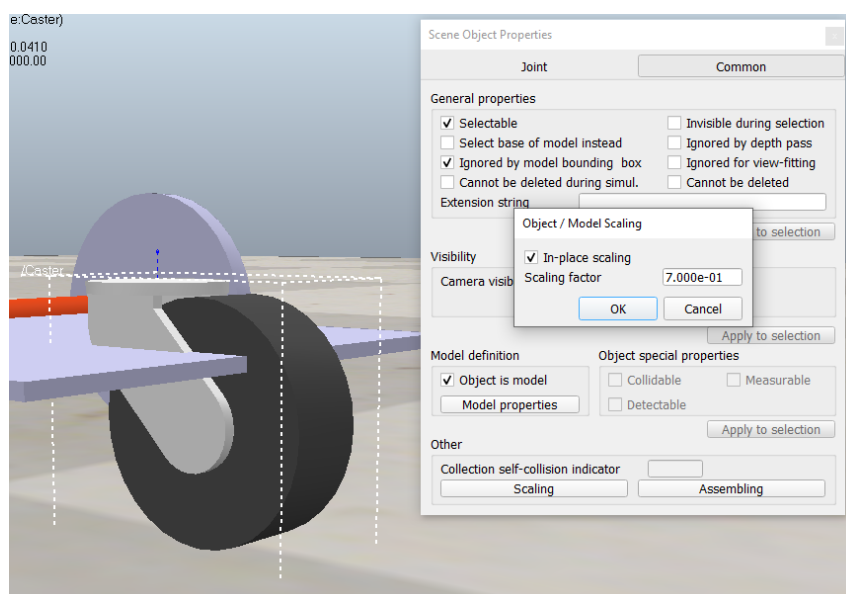 e:Caster)
0.0410
000.00
/Caster
Scene Object Properties
x
Joint Common
General properties
Selectable Invisible during selection
Select base of model instead Ignored by depth pass
Ignored by model bounding box Ignored for view-fitting
Cannot be deleted during simul. Cannot be deleted
Extension string
to selection
Object / Model Scaling
In-place scaling
Scaling factor 7.000e-01
OK Cancel
Visibility
Camera visib
Apply to selection
Model definition Object special properties
Object is model Collidable Measurable
Model properties Detectable
Apply to selection
Other
Collection self-collision indicator
Scaling Assembling